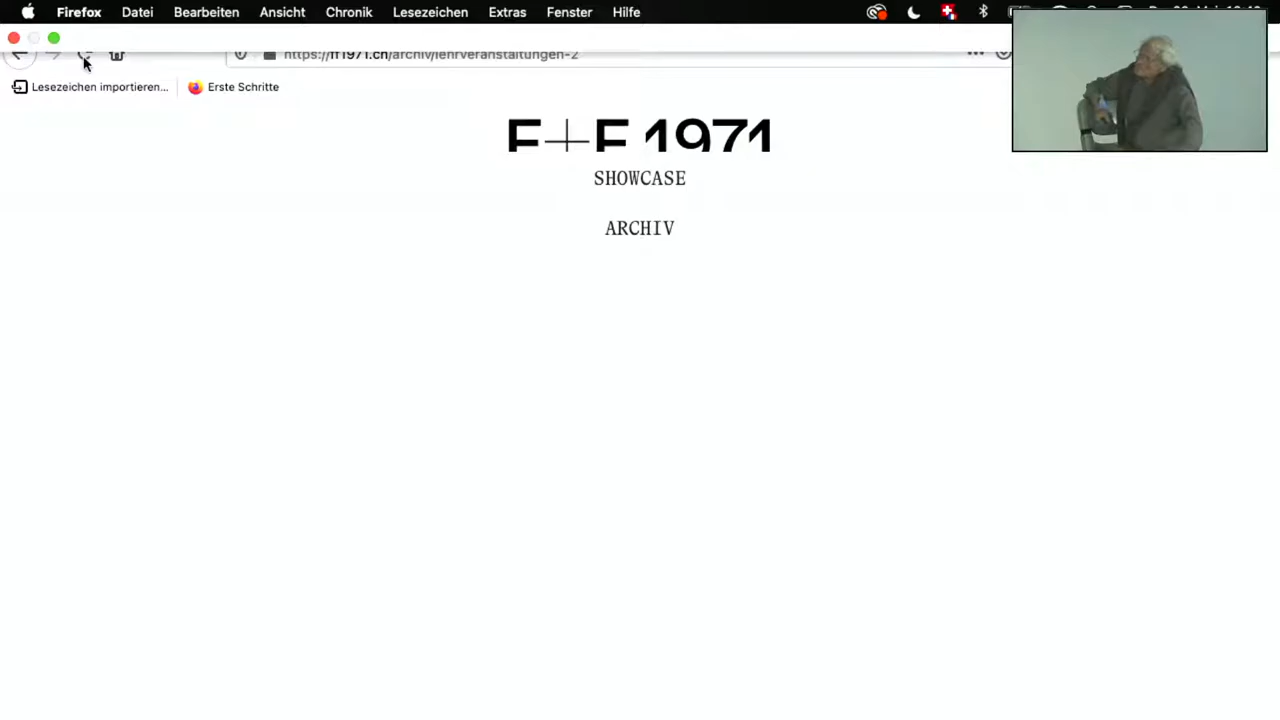 Firefox Datei Bearbeiten Ansicht Chronik Lesezeichen Extras Fenster Hilfe
https://ff1971.ch/archiv/lehrveranstaltungen-2
Lesezeichen importieren... Erste Schritte
F+F 1971
SHOWCASE
ARCHIV